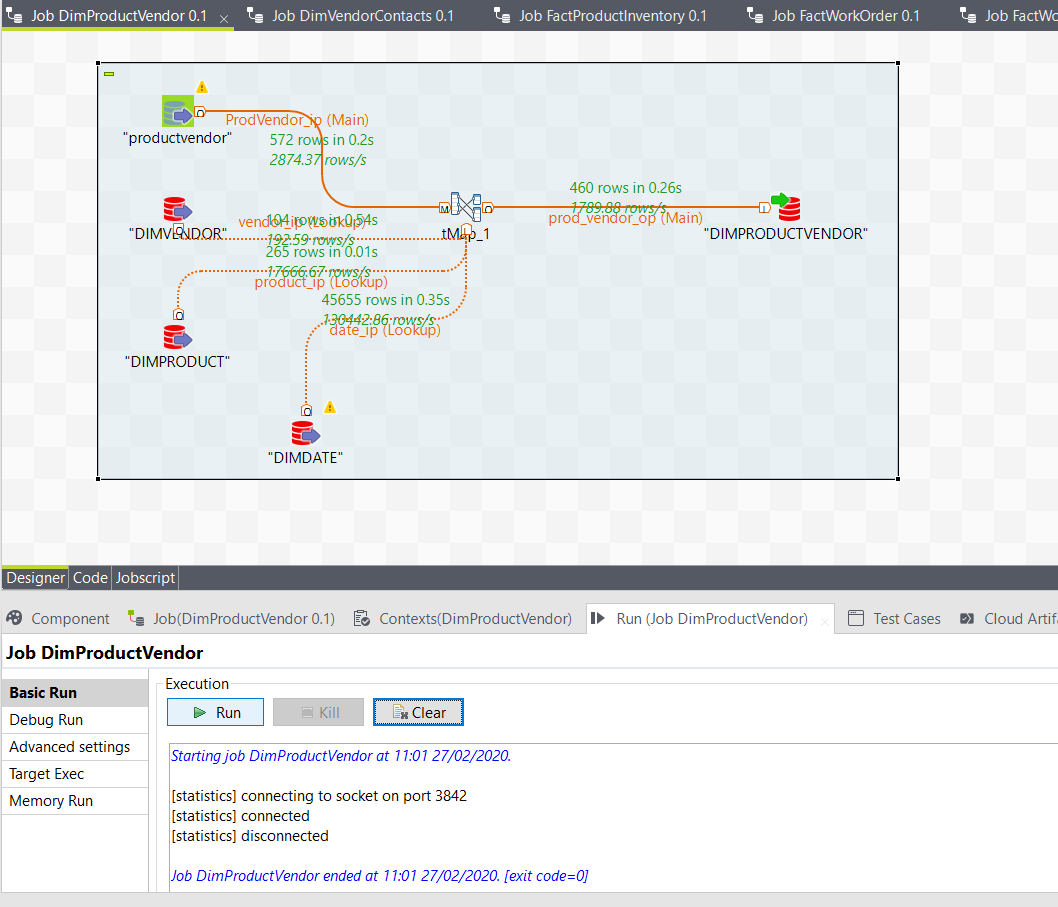 Job DimProductVendor 0.1
Job DimVendorContacts 0.1
Job FactProductInventory 0.1
Job FactWorkOrder 0.1
Job FactWo
ProdVendor_ip (Main)
"productvendor"
572 rows in 0.2s
2874.37 rows/s
460 rows in 0.26s
1789.88 rows/s
prod_vendor_op (Main)
M
O
I
tMap_1
"DIMPRODUCTVENDOR"
vendor_ip (Lookup)
104 rows in 0.54s
"DIMVENDOR"
192.59 rows/s
265 rows in 0.01s
17666.67 rows/s
product_ip (Lookup)
45655 rows in 0.35s
130442.86 rows/s
date_ip (Lookup)
"DIMPRODUCT"
"DIMDATE"
Designer
Code
Jobscript
Component
Job(DimProductVendor 0.1)
Contexts(DimProductVendor)
Run (Job DimProductVendor)
Test Cases
Cloud Artifa
Job DimProductVendor
Basic Run
Debug Run
Advanced settings
Target Exec
Memory Run
Execution
Run
Kill
Clear
Starting job DimProductVendor at 11:01 27/02/2020.
[statistics] connecting to socket on port 3842
[statistics] connected
[statistics] disconnected
Job DimProductVendor ended at 11:01 27/02/2020. [exit code=0]